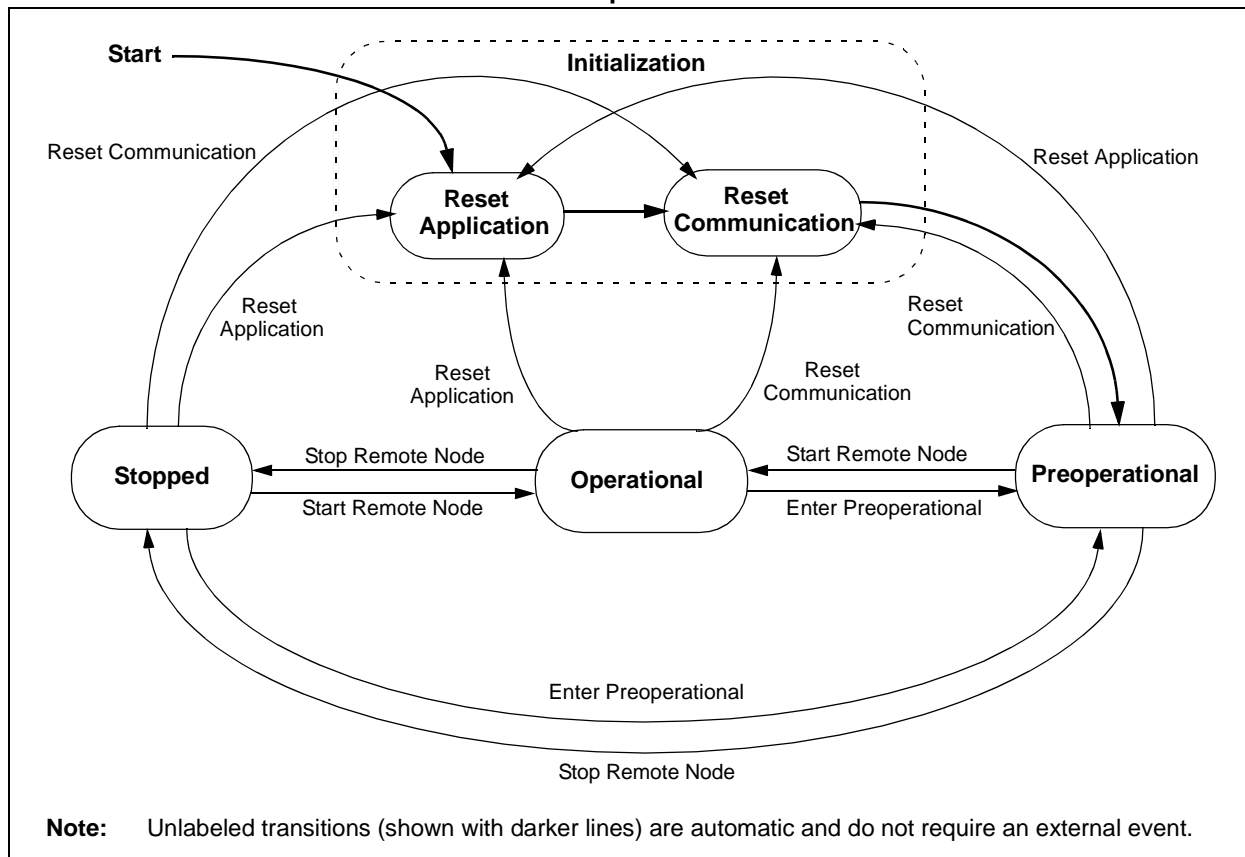 Start
Initialization
Reset Communication
Reset Application
Reset
Application
Reset
Communication
Reset
Application
Reset
Communication
Reset
Application
Reset
Communication
Stopped
Stop Remote Node
Start Remote Node
Operational
Start Remote Node
Enter Preoperational
Preoperational
Enter Preoperational
Stop Remote Node
Note: Unlabeled transitions (shown with darker lines) are automatic and do not require an external event.